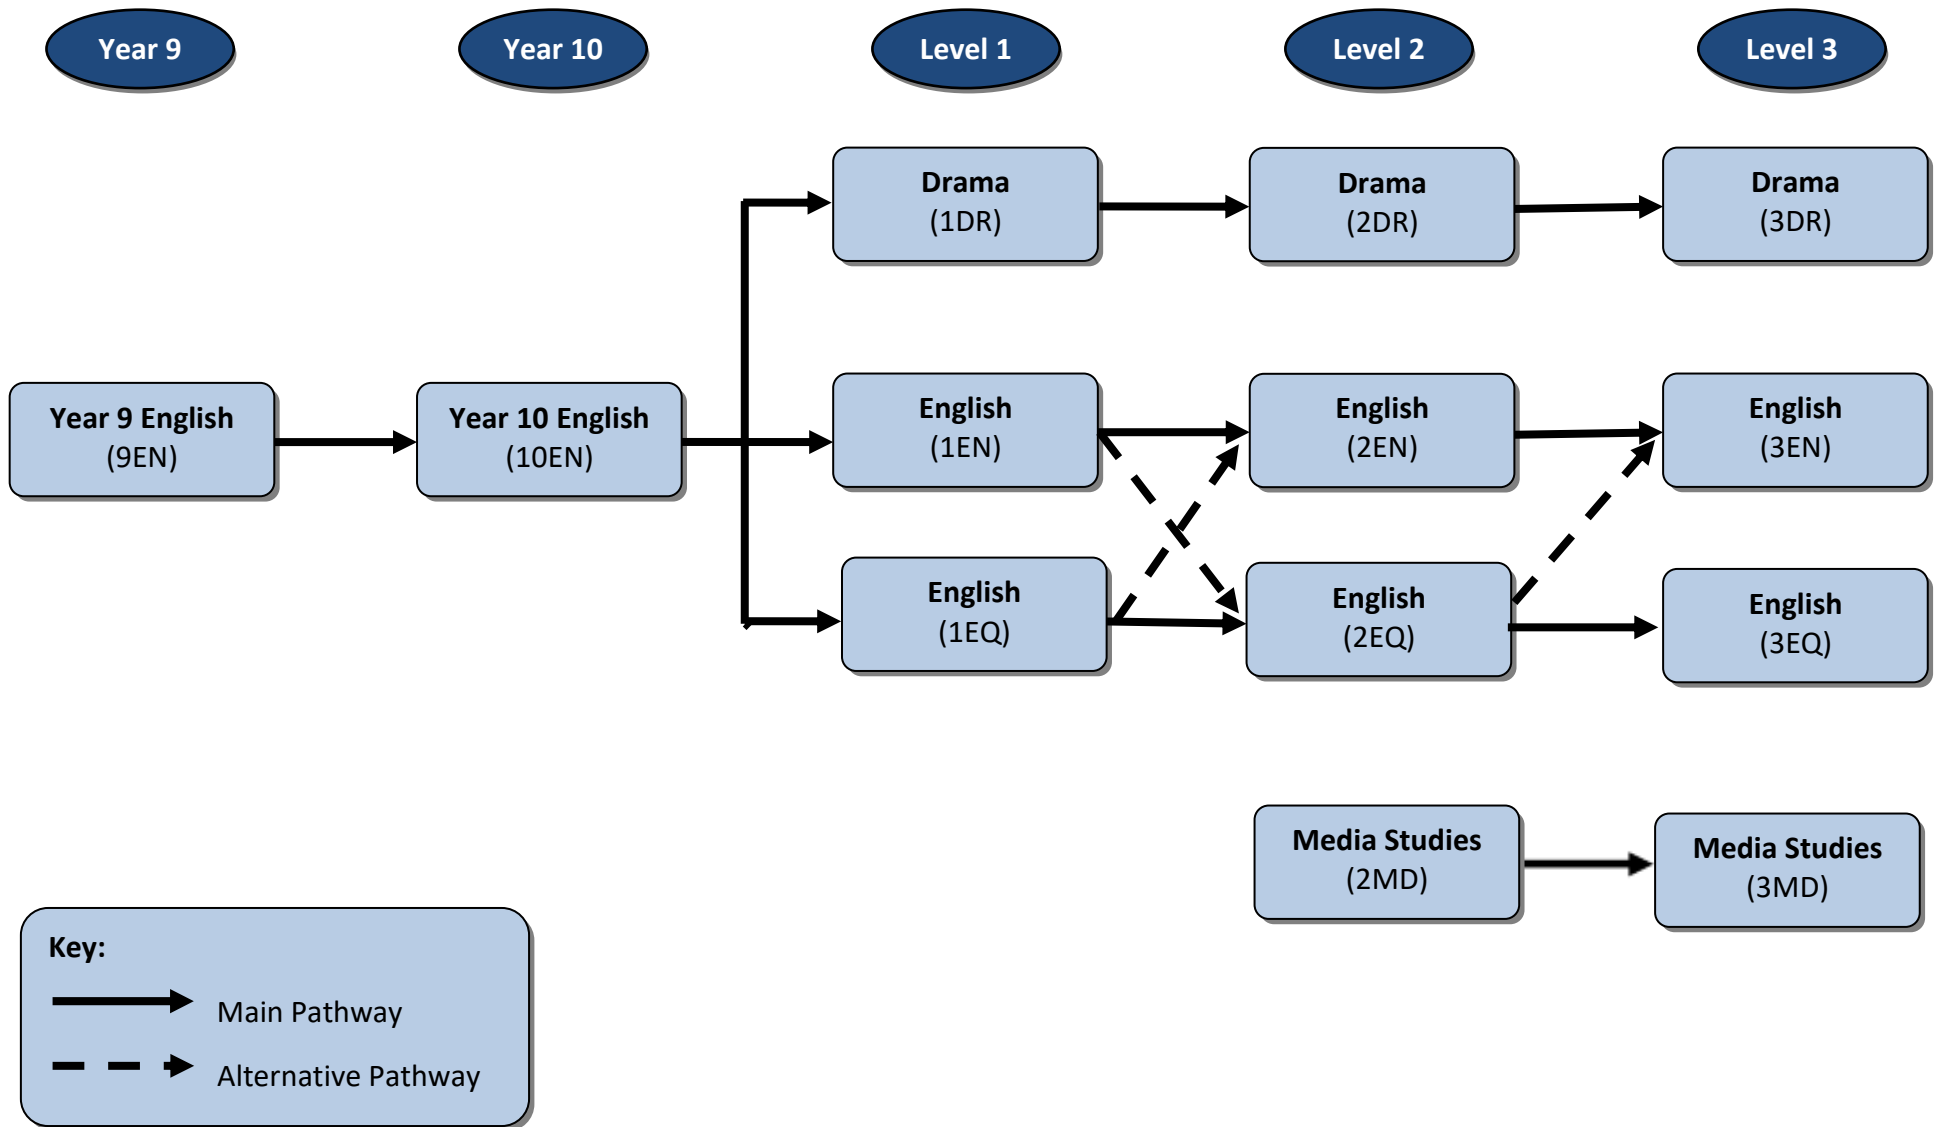 Year 9
Year 10
Level 1
Level 2
Level 3
Drama
(1DR)
Drama
(2DR)
Drama
(3DR)
Year 9 English
(9EN)
Year 10 English
(10EN)
English
(1EN)
English
(2EN)
English
(3EN)
English
(1EQ)
English
(2EQ)
English
(3EQ)
Media Studies
(2MD)
Media Studies
(3MD)
Key:
Main Pathway
Alternative Pathway